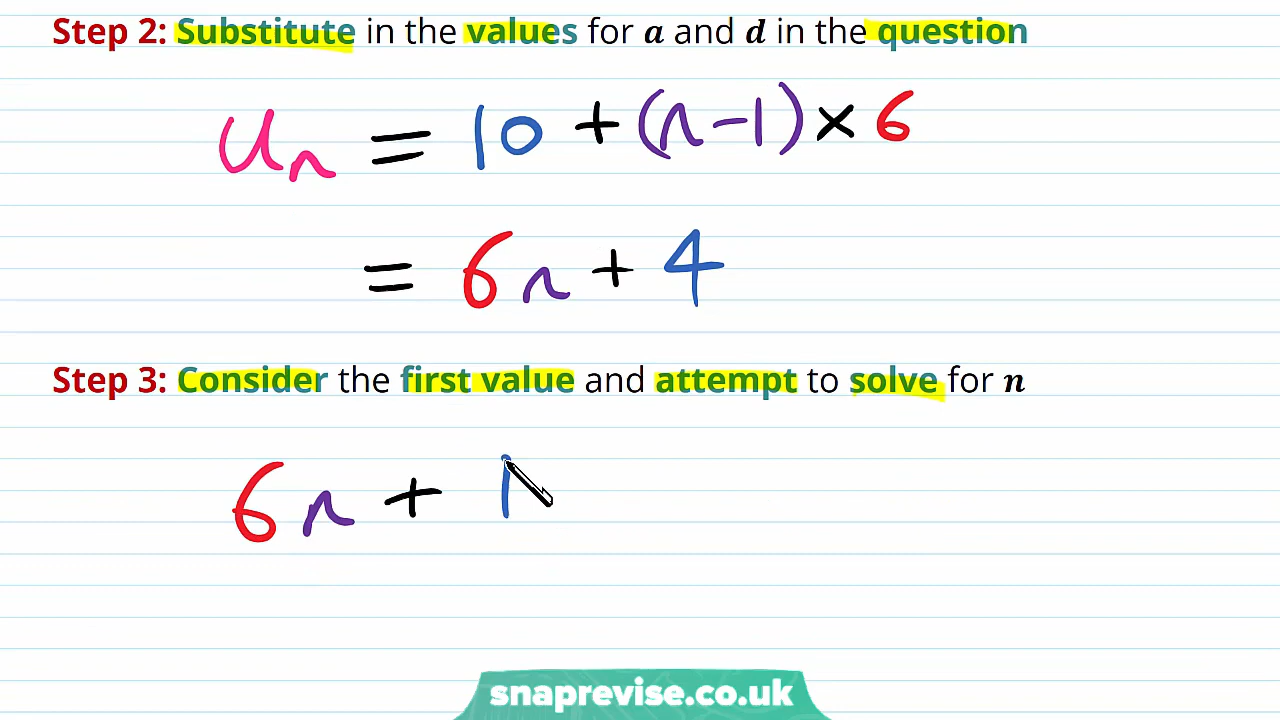 Step 2: Substitute in the values for a and d in the question
Un = 10 + (n-1) × 6
= 6n + 4
Step 3: Consider the first value and attempt to solve for n
6n +
snaprevise.co.uk